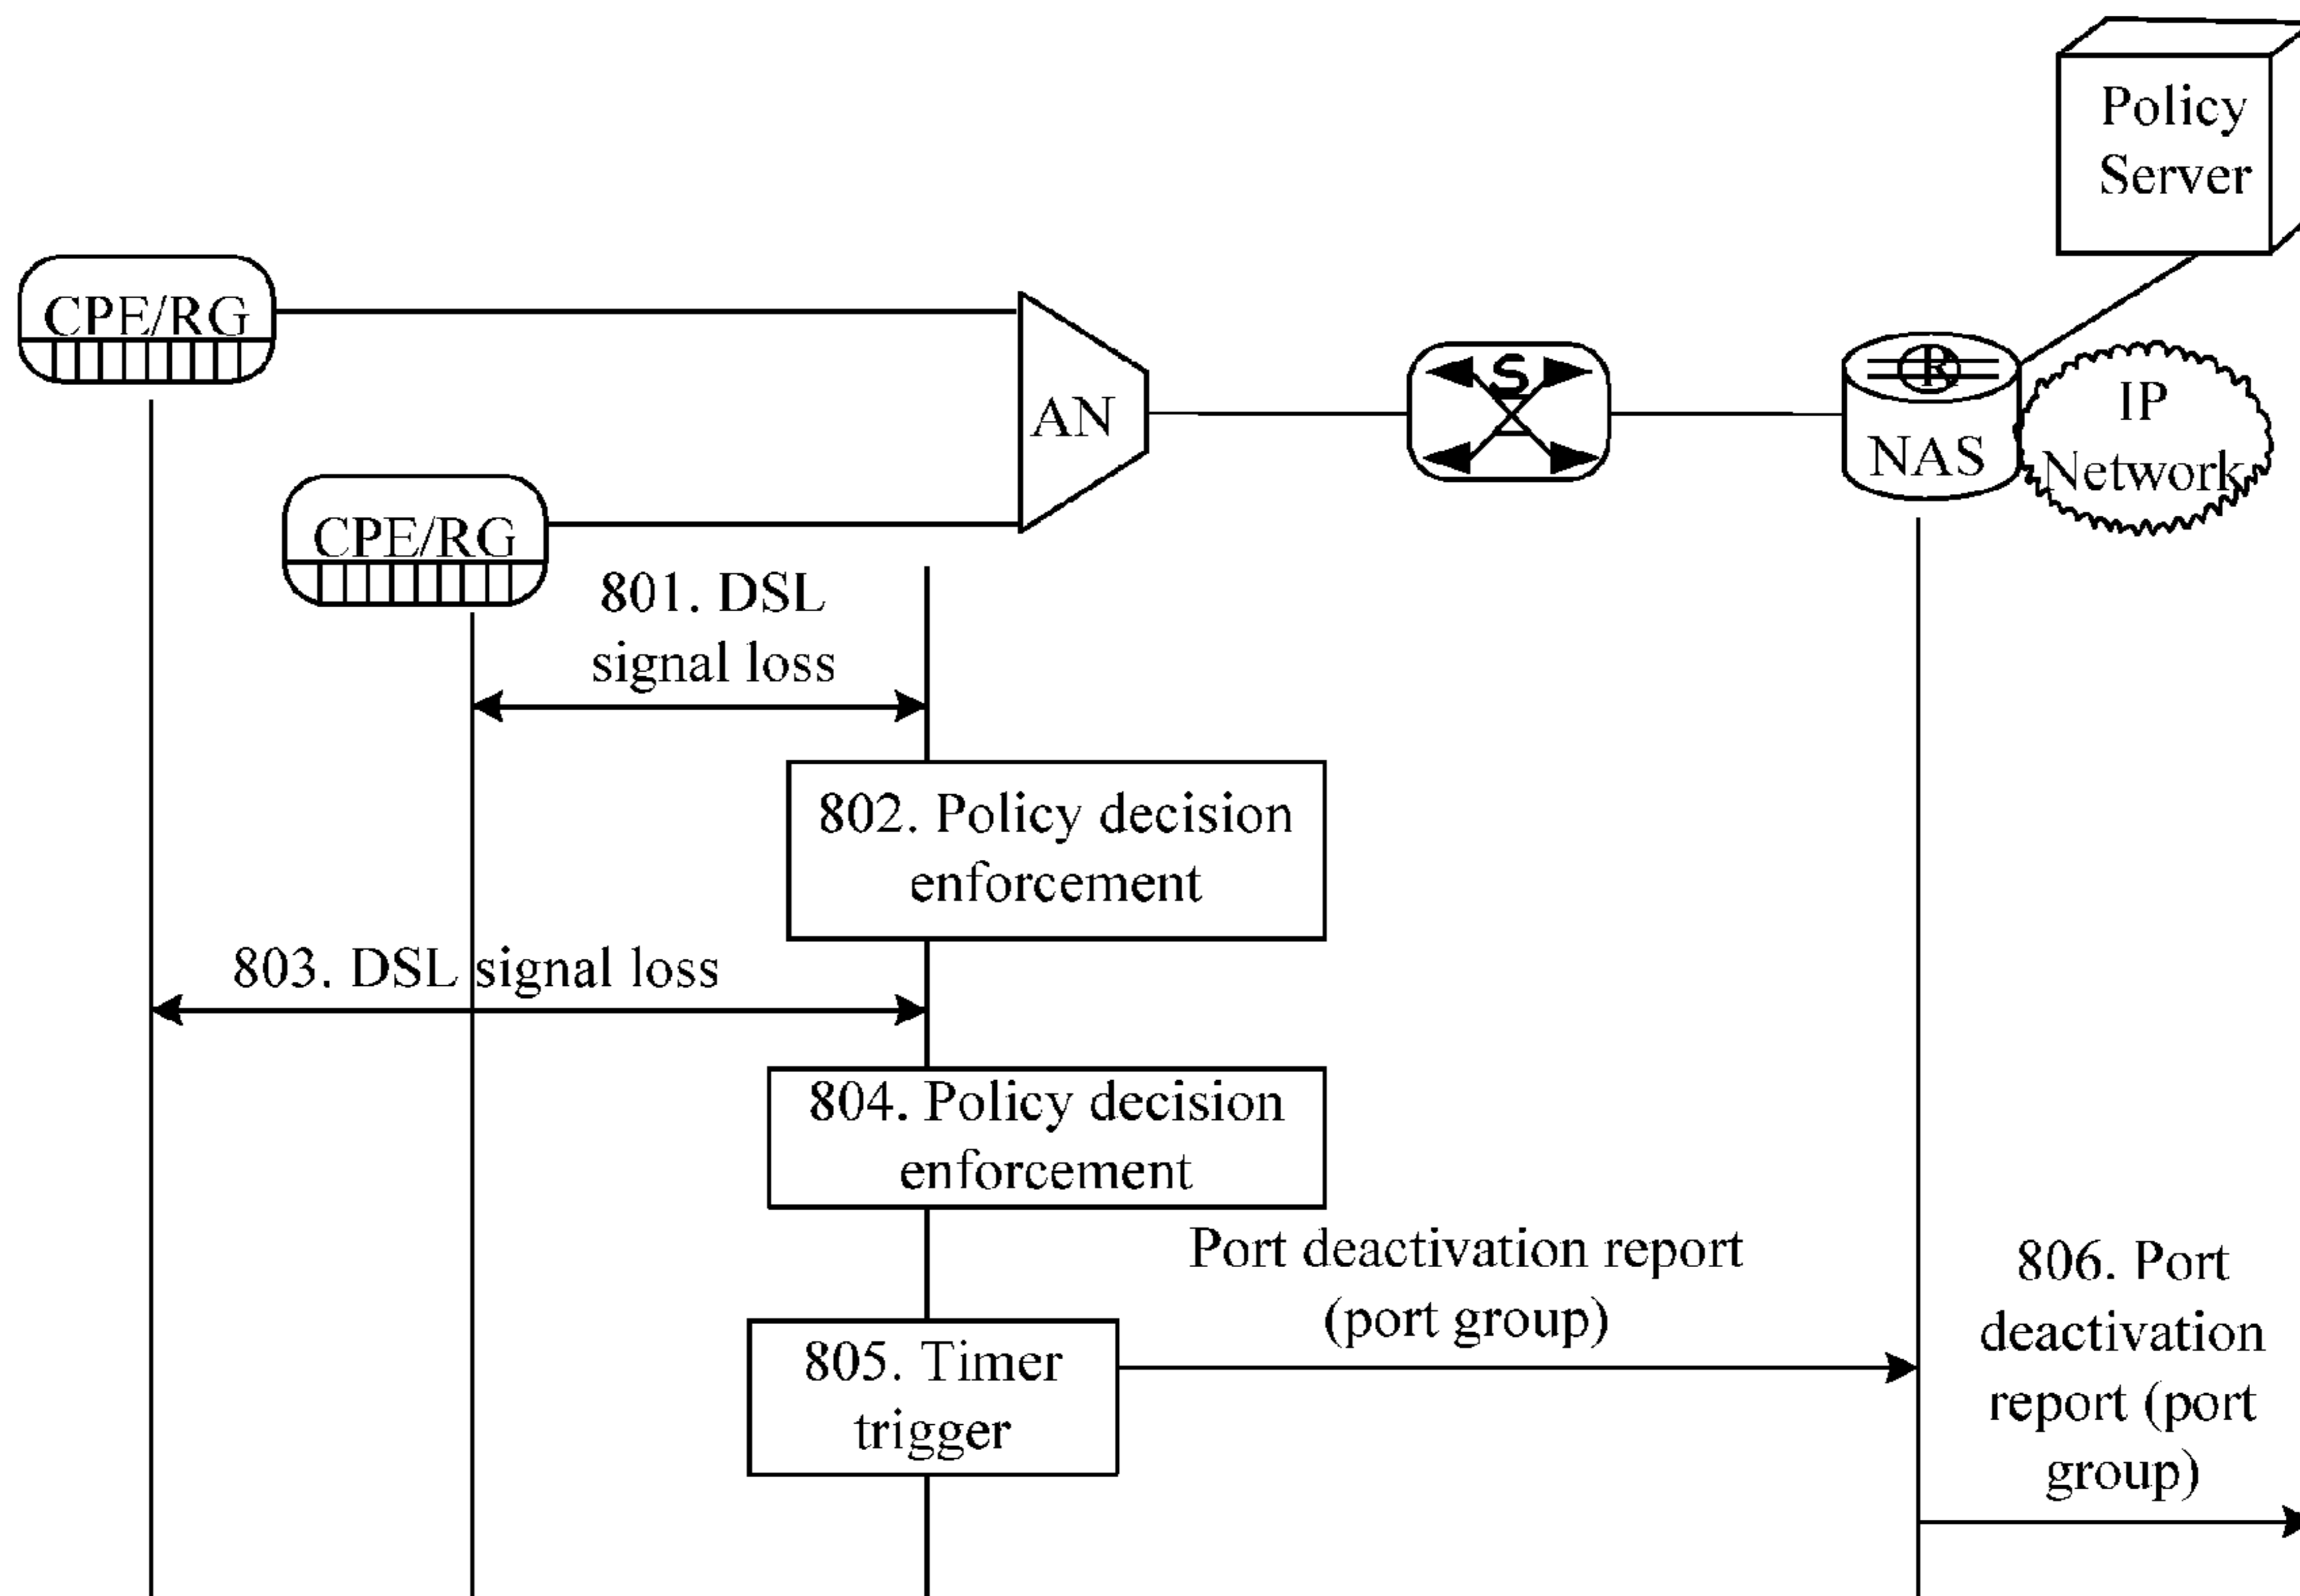 Policy
Server
CPE/RG
S
R
IP
AN
NAS
Network
CPE/RG
801. DSL
signal loss
802. Policy decision
enforcement
803. DSL signal loss
804. Policy decision
enforcement
Port deactivation report
(port group)
805. Timer
trigger
806. Port
deactivation
report (port
group)